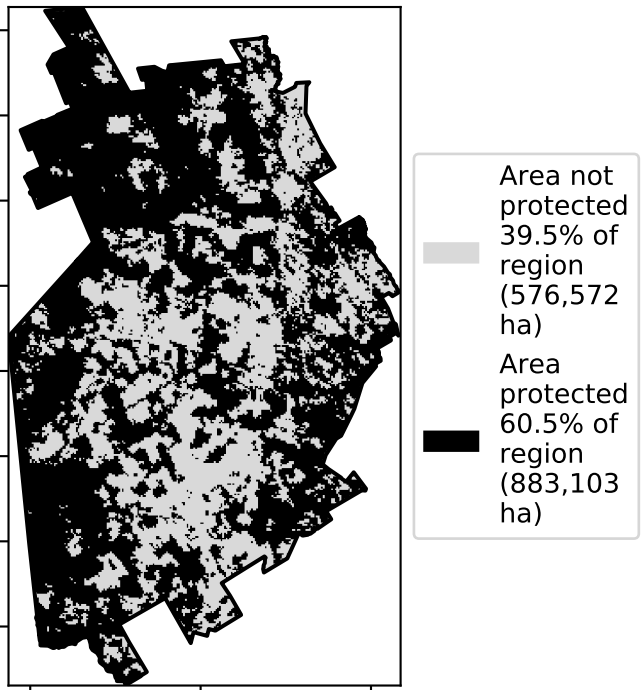 Area not
protected
39.5% of
region
(576,572
ha)
Area
protected
60.5% of
region
(883,103
ha)